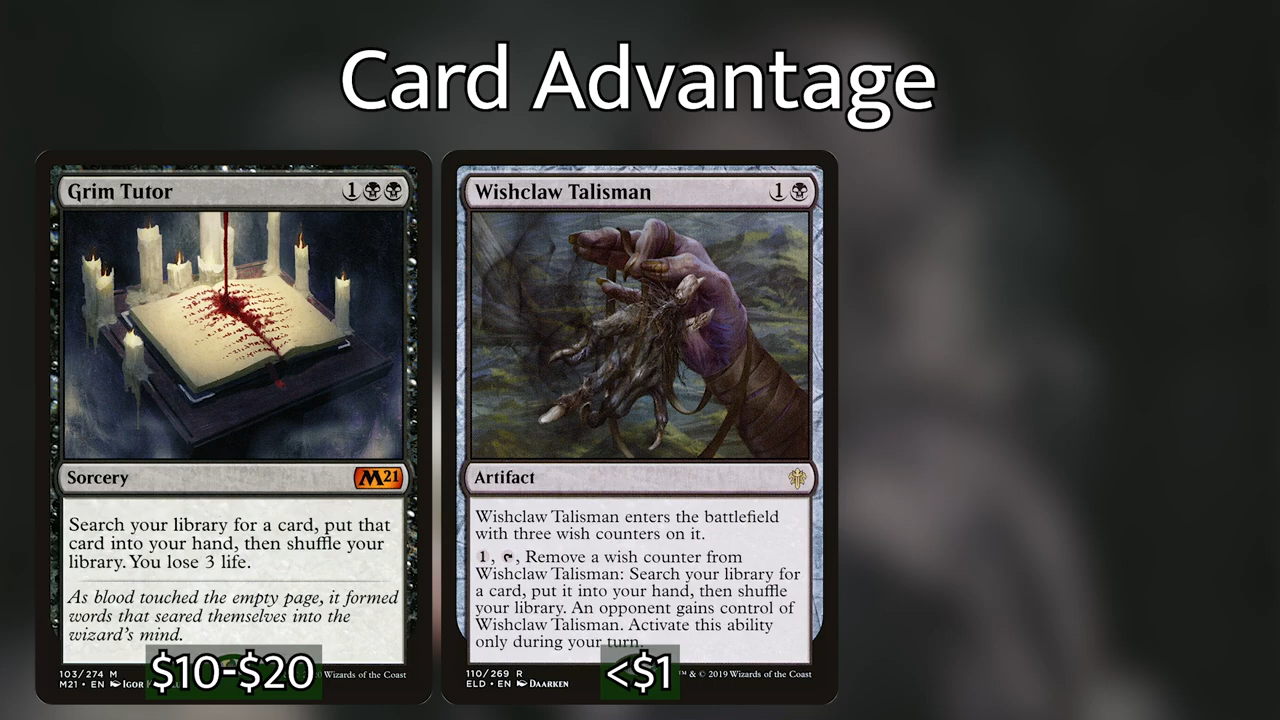 Card Advantage
Grim Tutor
1
Sorcery
M21
Search your library for a card, put that
card into your hand, then shuffle your
library. You lose 3 life.
As blood touched the empty page, it formed
words that seared themselves into the
wizard's mind.
103/274 M
M21 • EN
Wizards of the Coast
$10-$20
Wishclaw Talisman
1
Artifact
Wishclaw Talisman enters the battlefield
with three wish counters on it.
1, , Remove a wish counter from
Wishclaw Talisman: Search your library for
a card, put it into your hand, then shuffle
your library. An opponent gains control of
Wishclaw Talisman. Activate this ability
only during your turn.
110/269 R
ELD • EN DAARKEN
™ & © 2019 Wizards of the Coast
<$1